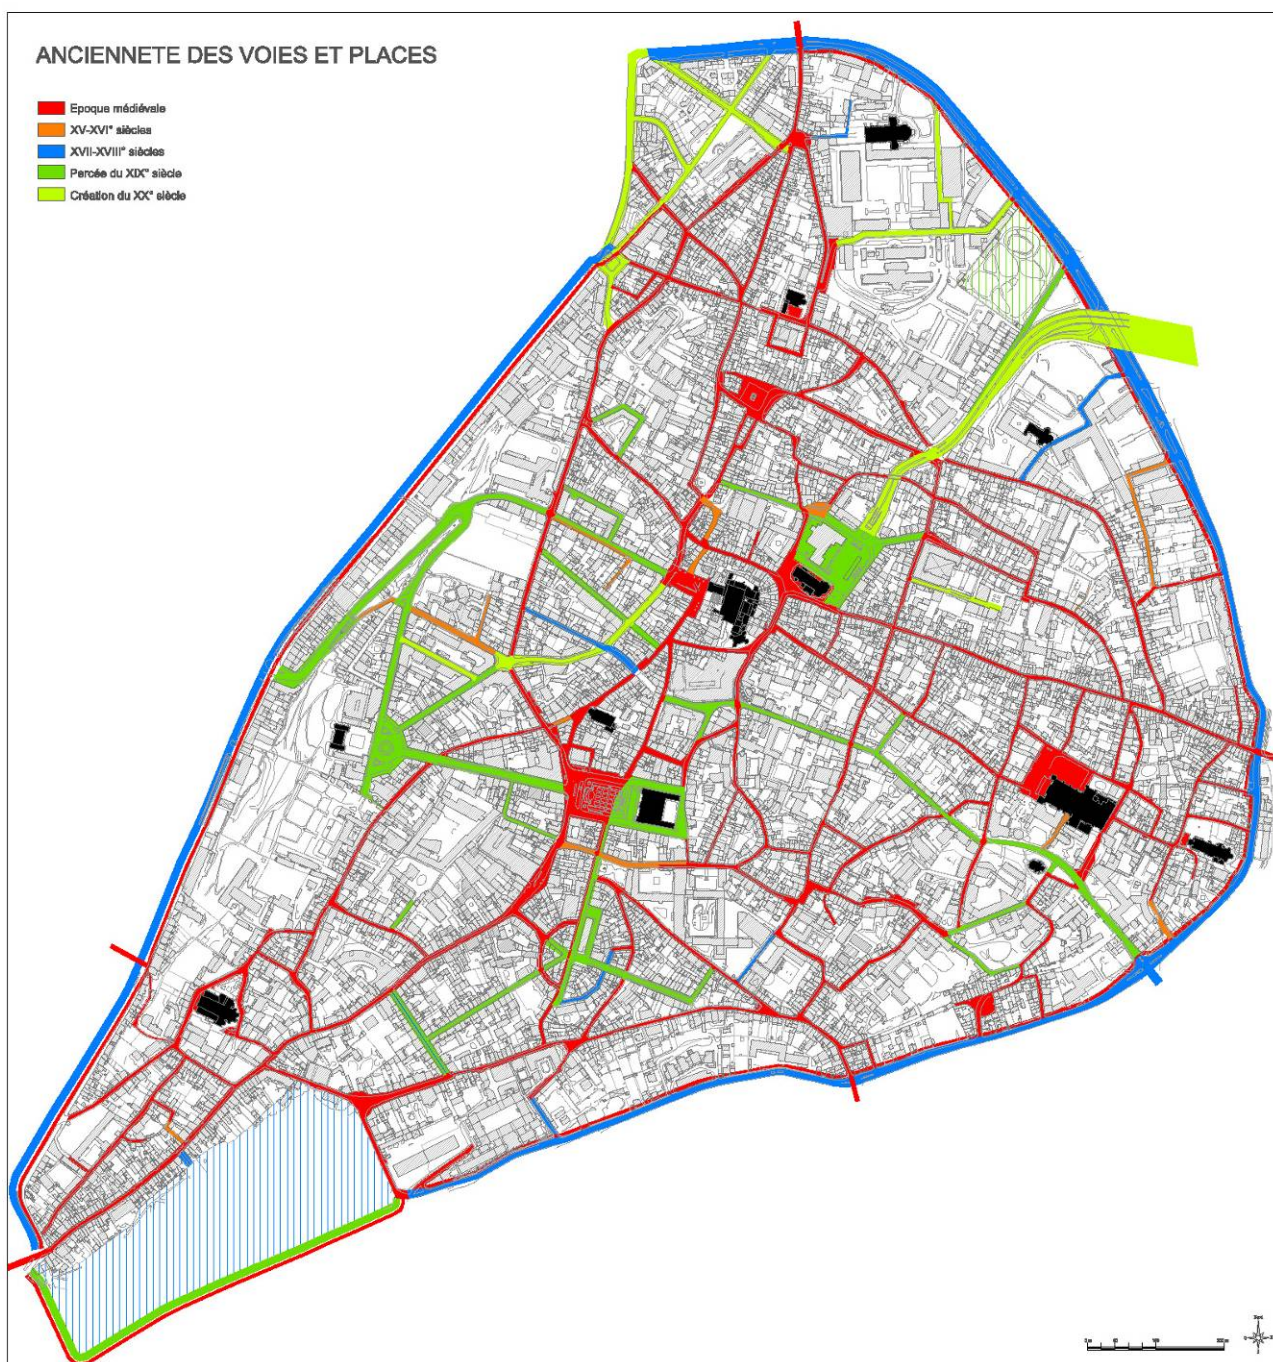 ANCIENNETE DES VOIES ET PLACES
Epoque médiévale
XV-XVI° siècles
XVII-XVIII° siècles
Percée du XIX° siècle
Création du XX° siècle